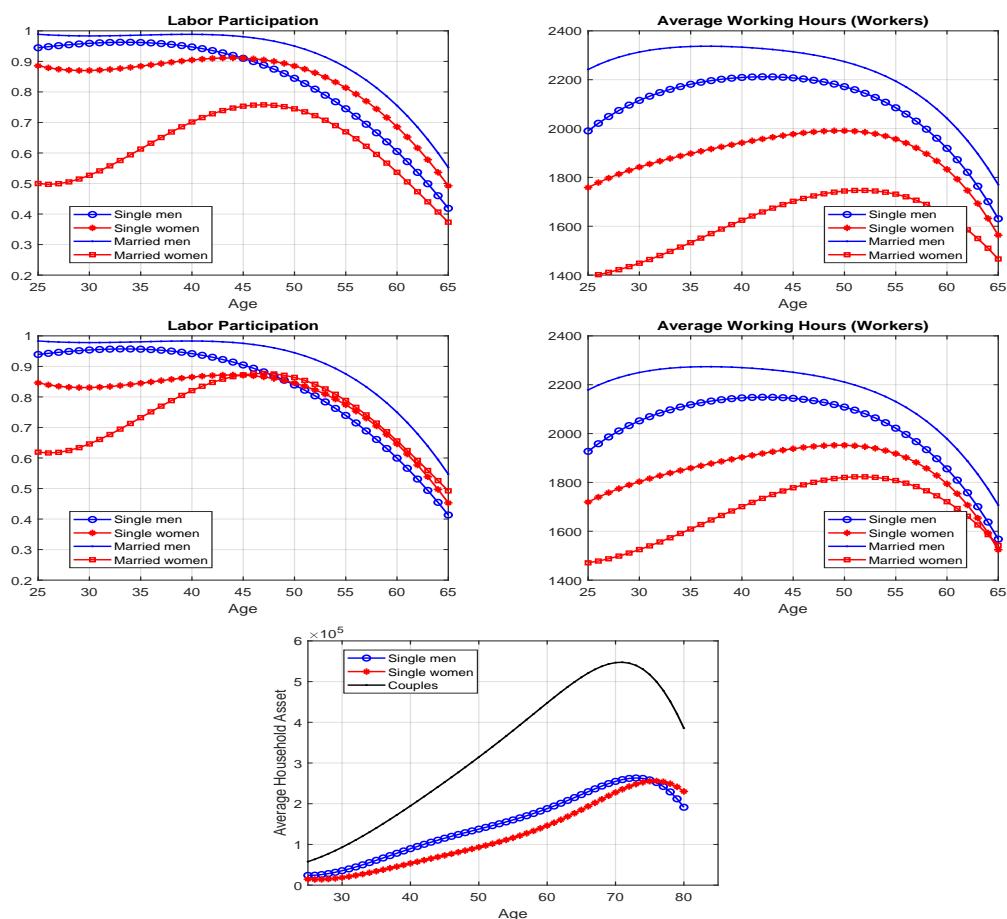 Labor Participation
1
0.9
0.8
0.7
0.6
0.5
0.4
0.3
0.2
25 30 35 40 45 50 55 60 65
Age
Single men
Single women
Married men
Married women
Average Working Hours (Workers)
2400
2200
2000
1800
1600
1400
25 30 35 40 45 50 55 60 65
Age
Single men
Single women
Married men
Married women
Labor Participation
1
0.9
0.8
0.7
0.6
0.5
0.4
0.3
0.2
25 30 35 40 45 50 55 60 65
Age
Single men
Single women
Married men
Married women
Average Working Hours (Workers)
2400
2200
2000
1800
1600
1400
25 30 35 40 45 50 55 60 65
Age
Single men
Single women
Married men
Married women
×10⁵
6
5
4
3
2
1
0
Average Household Asset
30 40 50 60 70 80
Age
Single men
Single women
Couples